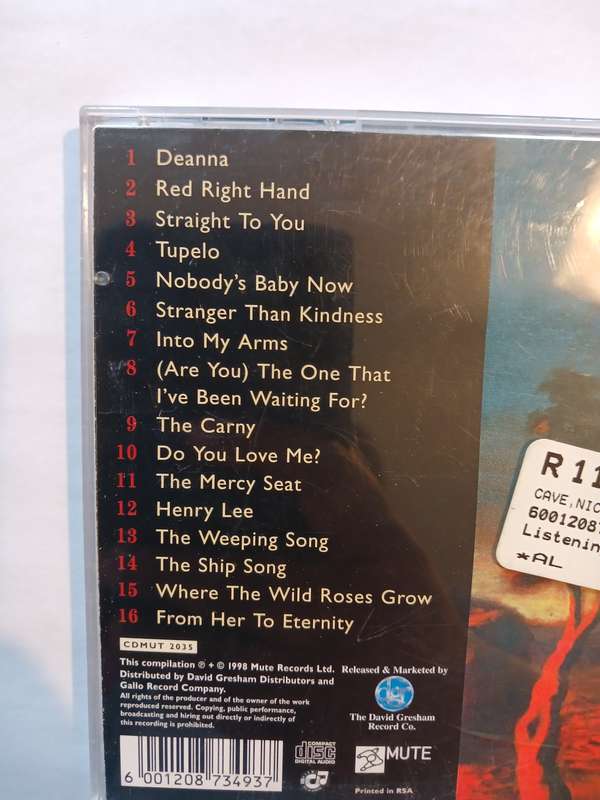 1 Deanna
2 Red Right Hand
3 Straight To You
4 Tupelo
5 Nobody's Baby Now
6 Stranger Than Kindness
7 Into My Arms
8 (Are You) The One That
I've Been Waiting For?
9 The Carny
10 Do You Love Me?
11 The Mercy Seat
12 Henry Lee
13 The Weeping Song
14 The Ship Song
15 Where The Wild Roses Grow
16 From Her To Eternity
R 11
CAVE,NIC
6001208
Listenin
*AL
CDMUT 2035
This compilation ℗ + © 1998 Mute Records Ltd.
Distributed by David Gresham Distributors and
Gallo Record Company.
All rights of the producer and of the owner of the work
reproduced reserved. Copying, public performance,
broadcasting and hiring out directly or indirectly of
this recording is prohibited.
Released & Marketed by
The David Gresham
Record Co.
6 001208 734937
COMPACT
disc
DIGITAL AUDIO
MUTE
Printed in RSA